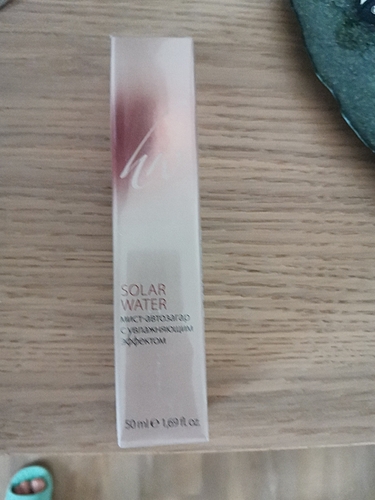 SOLAR
WATER
мист-автозагар
с увлажняющим
эффектом
50 ml ℮ 1,69 fl. oz.